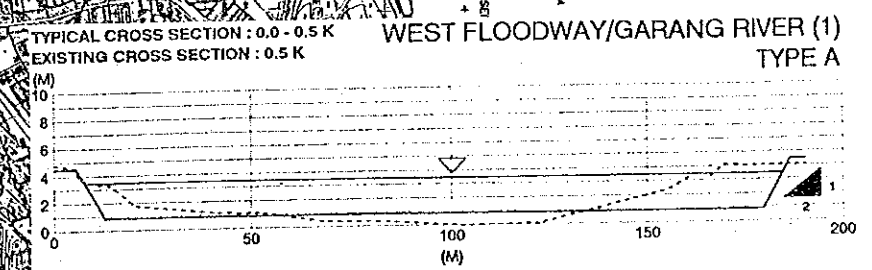 TYPICAL CROSS SECTION : 0.0 - 0.5 K
EXISTING CROSS SECTION : 0.5 K
WEST FLOODWAY/GARANG RIVER (1)
TYPE A
(M)
10
8
6
4
2
0
0
50
100
150
200
(M)
1
2